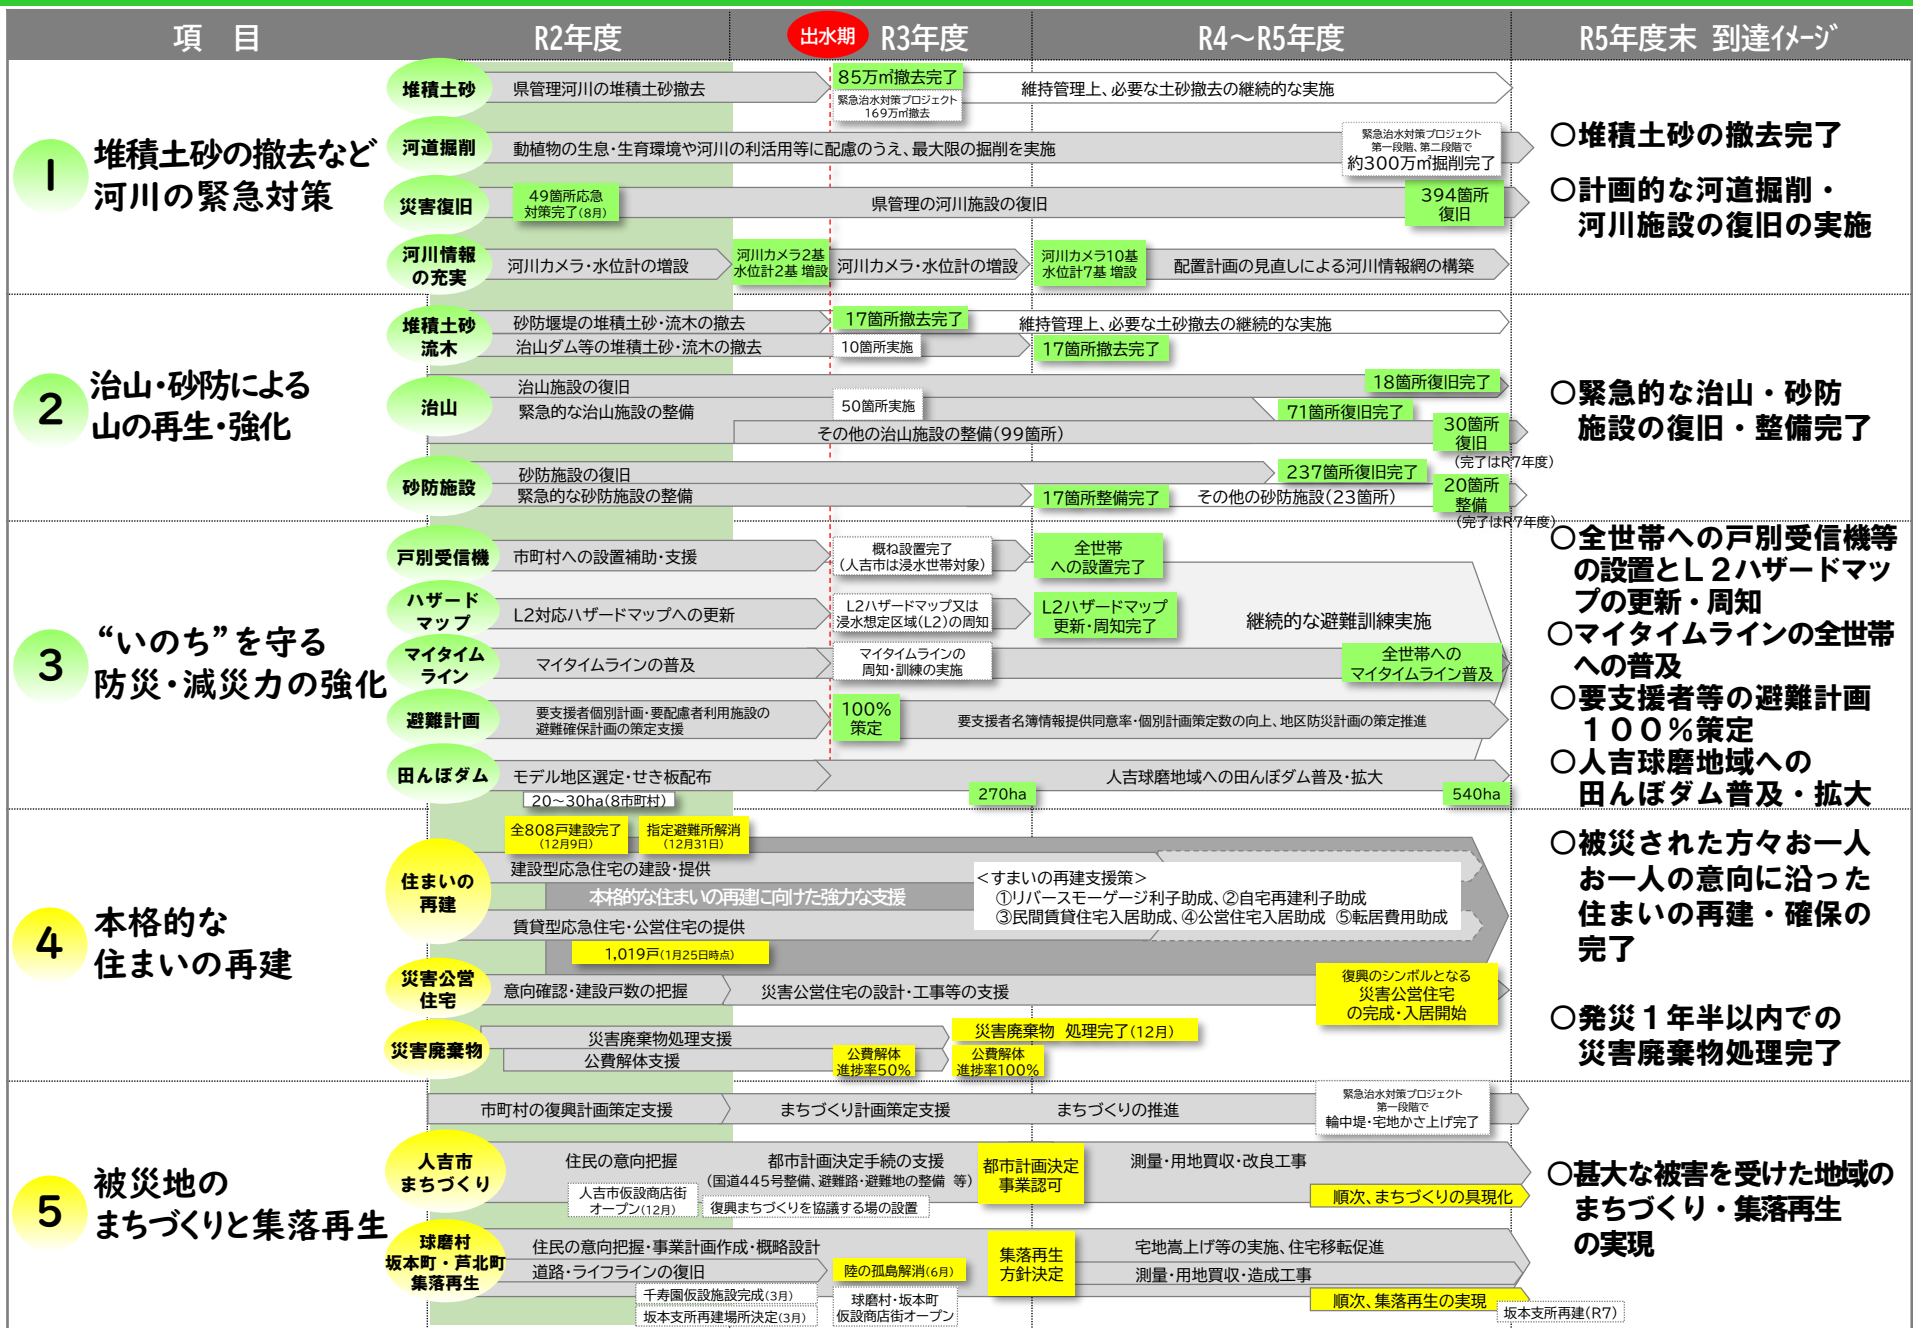 項 目
R2年度
出水期
R3年度
R4～R5年度
R5年度末 到達イメージ
1
堆積土砂の撤去など
河川の緊急対策
堆積土砂
県管理河川の堆積土砂撤去
85万㎥撤去完了
緊急治水対策プロジェクト
169万㎥撤去
維持管理上、必要な土砂撤去の継続的な実施
河道掘削
動植物の生息・生育環境や河川の利活用等に配慮のうえ、最大限の掘削を実施
緊急治水対策プロジェクト
第一段階、第二段階で
約300万㎥掘削完了
災害復旧
49箇所応急
対策完了(8月)
県管理の河川施設の復旧
394箇所
復旧
河川情報
の充実
河川カメラ・水位計の増設
河川カメラ2基
水位計2基 増設
河川カメラ・水位計の増設
河川カメラ10基
水位計7基 増設
配置計画の見直しによる河川情報網の構築
○堆積土砂の撤去完了
○計画的な河道掘削・
河川施設の復旧の実施
2
治山・砂防による
山の再生・強化
堆積土砂
流木
砂防堰堤の堆積土砂・流木の撤去
17箇所撤去完了
維持管理上、必要な土砂撤去の継続的な実施
治山ダム等の堆積土砂・流木の撤去
10箇所実施
17箇所撤去完了
治山
治山施設の復旧
18箇所復旧完了
緊急的な治山施設の整備
50箇所実施
71箇所復旧完了
その他の治山施設の整備(99箇所)
30箇所
復旧
(完了はR7年度)
砂防施設
砂防施設の復旧
237箇所復旧完了
緊急的な砂防施設の整備
17箇所整備完了
その他の砂防施設(23箇所)
20箇所
整備
(完了はR7年度)
○緊急的な治山・砂防
施設の復旧・整備完了
3
“いのち”を守る
防災・減災力の強化
戸別受信機
市町村への設置補助・支援
概ね設置完了
(人吉市は浸水世帯対象)
全世帯
への設置完了
ハザード
マップ
L2対応ハザードマップへの更新
L2ハザードマップ又は
浸水想定区域(L2)の周知
L2ハザードマップ
更新・周知完了
継続的な避難訓練実施
マイタイム
ライン
マイタイムラインの普及
マイタイムラインの
周知・訓練の実施
全世帯への
マイタイムライン普及
避難計画
要支援者個別計画・要配慮者利用施設の
避難確保計画の策定支援
100%
策定
要支援者名簿情報提供同意率・個別計画策定数の向上、地区防災計画の策定推進
田んぼダム
モデル地区選定・せき板配布
20～30ha(8市町村)
人吉球磨地域への田んぼダム普及・拡大
270ha
540ha
○全世帯への戸別受信機等
の設置とL2ハザードマッ
プの更新・周知
○マイタイムラインの全世帯
への普及
○要支援者等の避難計画
100%策定
○人吉球磨地域への
田んぼダム普及・拡大
4
本格的な
住まいの再建
住まいの
再建
全808戸建設完了
(12月9日)
指定避難所解消
(12月31日)
建設型応急住宅の建設・提供
本格的な住まいの再建に向けた強力な支援
賃貸型応急住宅・公営住宅の提供
1,019戸(1月25日時点)
<すまいの再建支援策>
①リバースモーゲージ利子助成、②自宅再建利子助成
③民間賃貸住宅入居助成、④公営住宅入居助成 ⑤転居費用助成
災害公営
住宅
意向確認・建設戸数の把握
災害公営住宅の設計・工事等の支援
復興のシンボルとなる
災害公営住宅
の完成・入居開始
災害廃棄物
災害廃棄物処理支援
災害廃棄物 処理完了(12月)
公費解体支援
公費解体
進捗率50%
公費解体
進捗率100%
○被災された方々お一人
お一人の意向に沿った
住まいの再建・確保の
完了
○発災1年半以内での
災害廃棄物処理完了
5
被災地の
まちづくりと集落再生
市町村の復興計画策定支援
まちづくり計画策定支援
まちづくりの推進
緊急治水対策プロジェクト
第一段階で
輪中堤・宅地かさ上げ完了
人吉市
まちづくり
住民の意向把握
都市計画決定手続の支援
(国道445号整備、避難路・避難地の整備 等)
都市計画決定
事業認可
測量・用地買収・改良工事
人吉市仮設商店街
オープン(12月)
復興まちづくりを協議する場の設置
順次、まちづくりの具現化
球磨村
坂本町・芦北町
集落再生
住民の意向把握・事業計画作成・概略設計
道路・ライフラインの復旧
陸の孤島解消(6月)
集落再生
方針決定
宅地嵩上げ等の実施、住宅移転促進
測量・用地買収・造成工事
千寿園仮設施設完成(3月)
坂本支所再建場所決定(3月)
球磨村・坂本町
仮設商店街オープン
順次、集落再生の実現
坂本支所再建(R7)
○甚大な被害を受けた地域の
まちづくり・集落再生
の実現